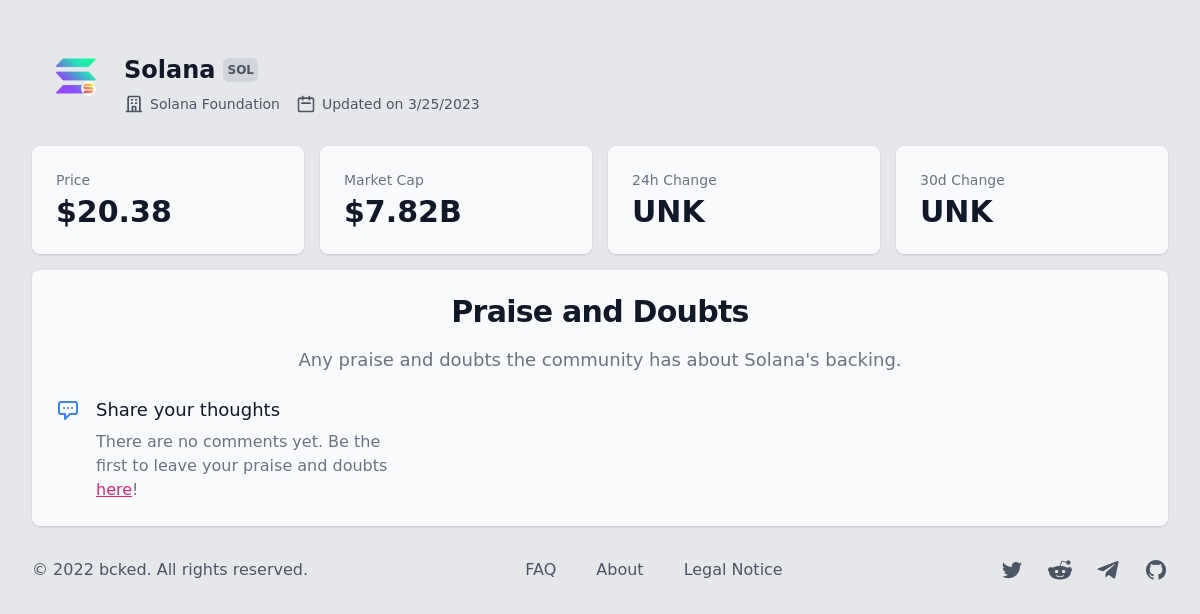 Solana SOL
Solana Foundation Updated on 3/25/2023
Price
$20.38
Market Cap
$7.82B
24h Change
UNK
30d Change
UNK
Praise and Doubts
Any praise and doubts the community has about Solana's backing.
Share your thoughts
There are no comments yet. Be the
first to leave your praise and doubts
here!
© 2022 bcked. All rights reserved. FAQ About Legal Notice